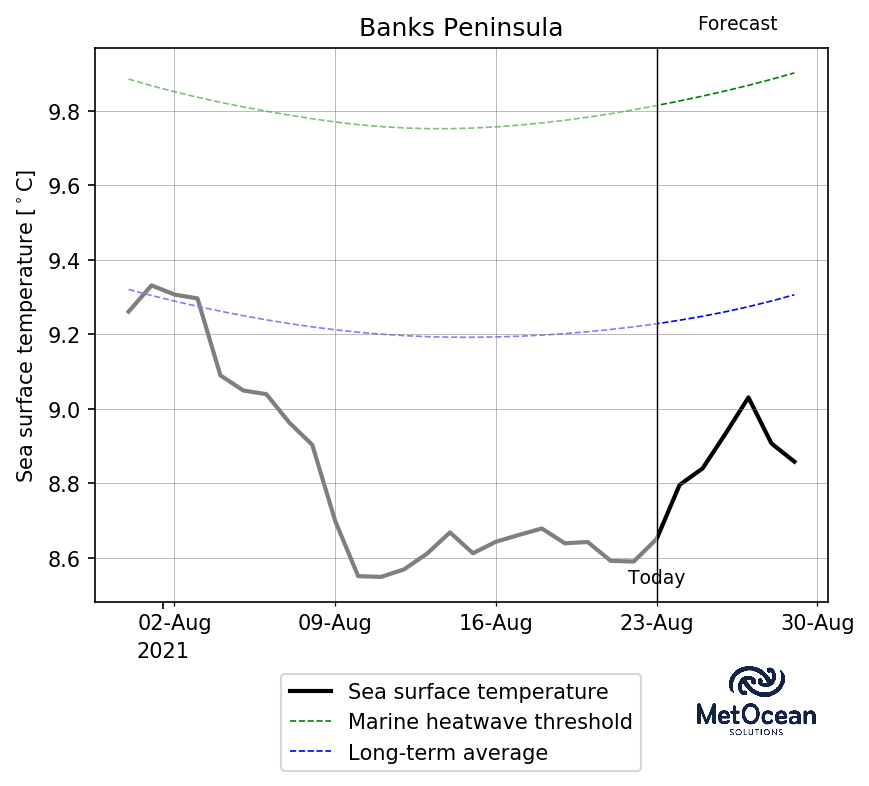 Banks Peninsula
Forecast
Sea surface temperature [°C]
9.8
9.6
9.4
9.2
9.0
8.8
8.6
Today
02-Aug
09-Aug
16-Aug
23-Aug
30-Aug
2021
Sea surface temperature
Marine heatwave threshold
Long-term average
MetOcean
SOLUTIONS